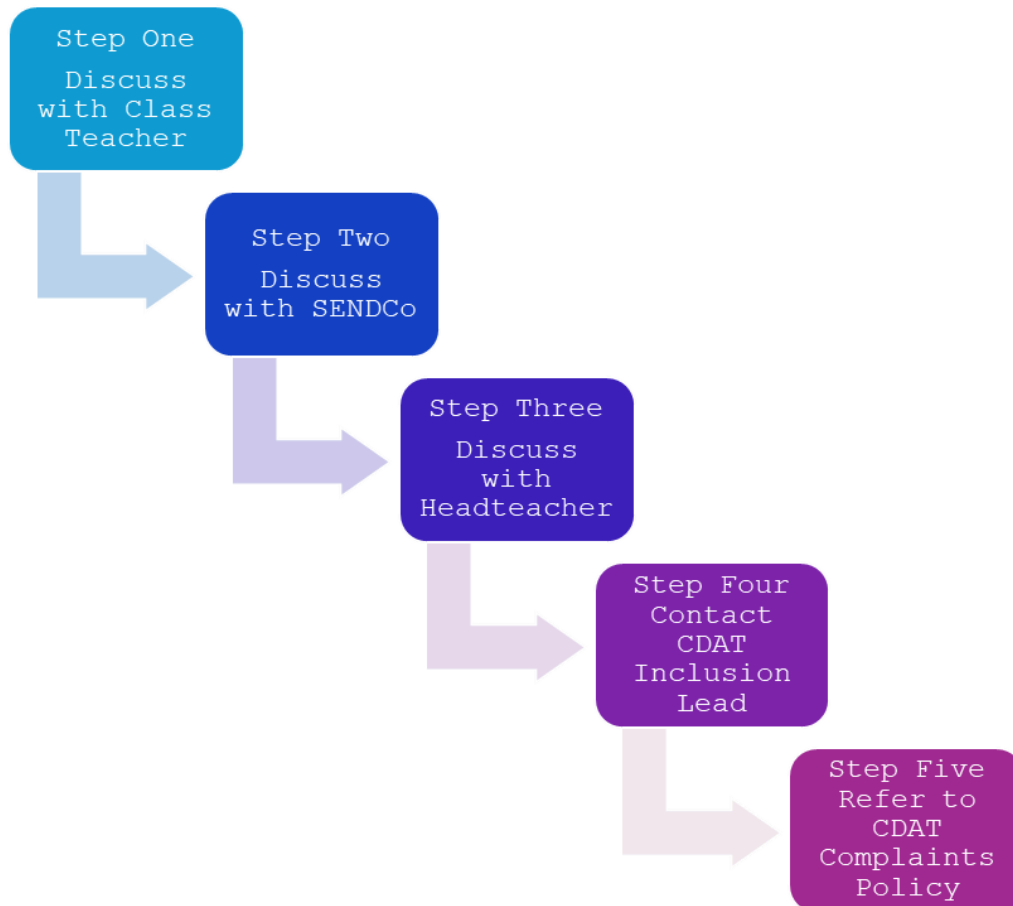 Step One
Discuss
with Class
Teacher
Step Two
Discuss
with SENDCo
Step Three
Discuss
with
Headteacher
Step Four
Contact
CDAT
Inclusion
Lead
Step Five
Refer to
CDAT
Complaints
Policy